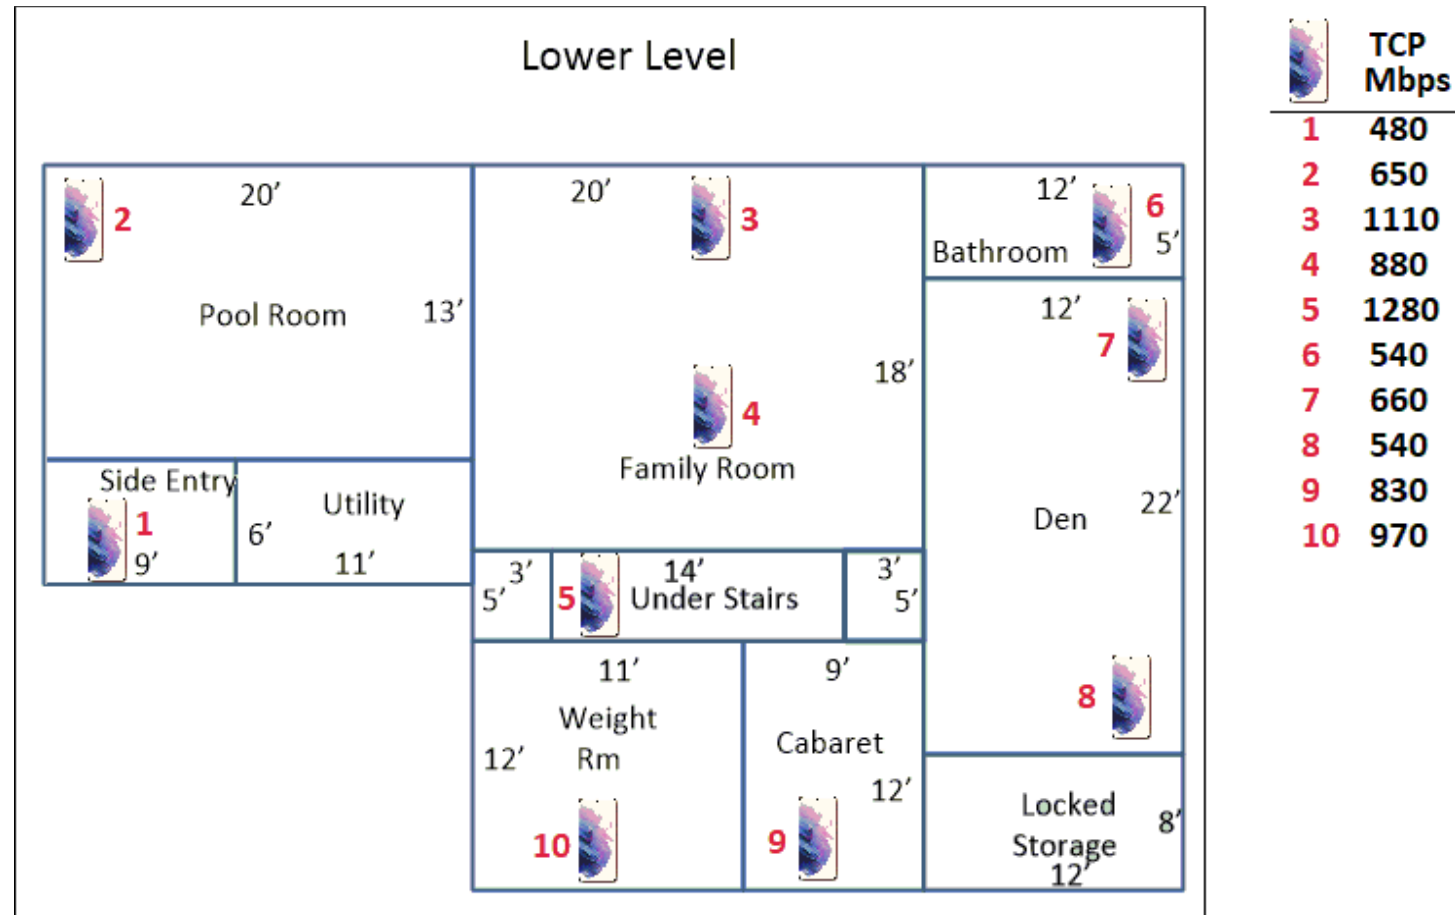 Lower Level
20’
2
Pool Room
13’
20’
3
18’
4
Family Room
12’
6
5’
Bathroom
12’
7
22’
Den
8
Side Entry
1
9’
Utility
6’
11’
3’
5’
5
14’
Under Stairs
3’
5’
11’
Weight
Rm
12’
10
9’
Cabaret
12’
9
Locked
Storage
8’
12’
TCP
Mbps
1 480
2 650
3 1110
4 880
5 1280
6 540
7 660
8 540
9 830
10 970